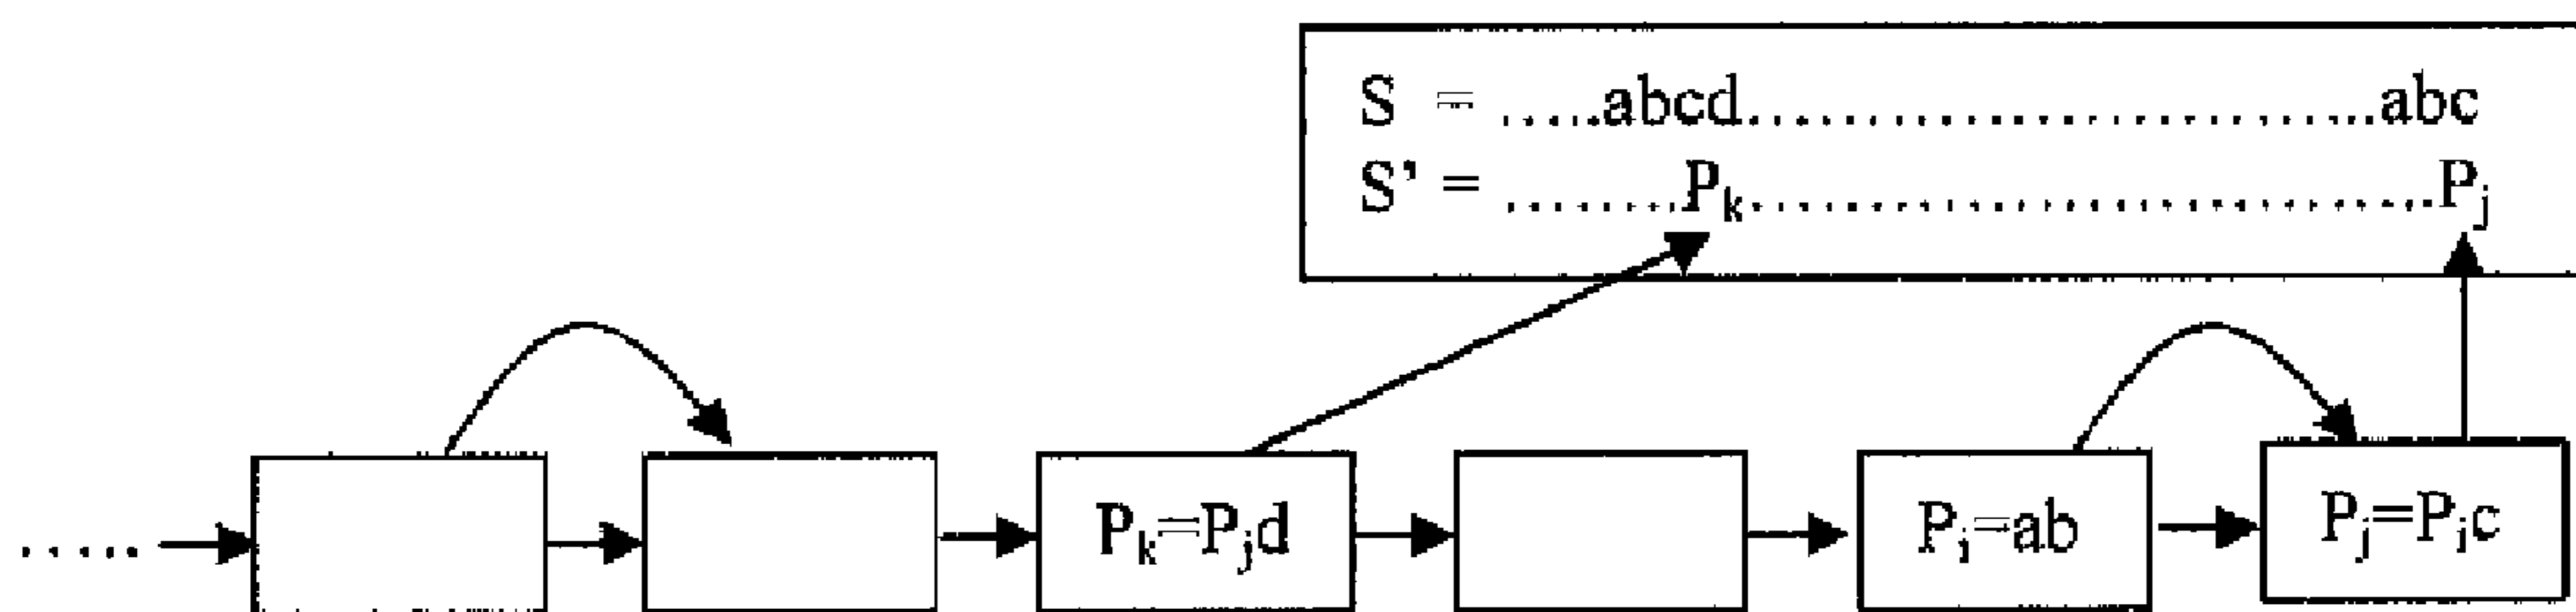 S = .....abcd..............................abc
S' = ........Pk..................................Pj
..... Pk=Pjd Pi=ab Pj=Pic